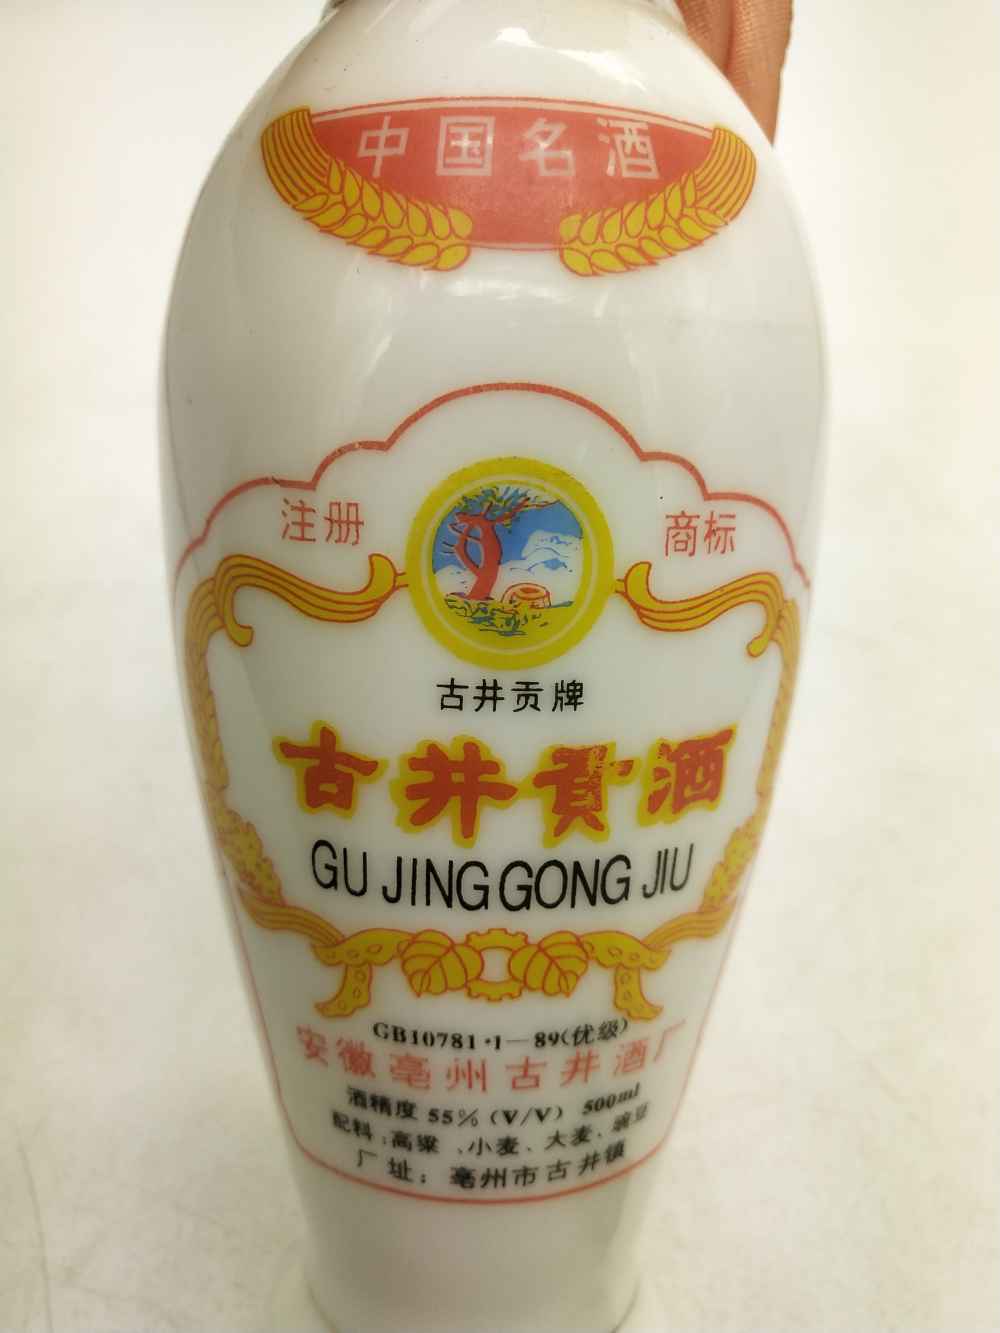 中国名酒
注册 商标
古井贡牌
古井贡酒
GU JING GONG JIU
GB10781·1—89(优级)
安徽亳州古井酒厂
酒精度 55%(V/V) 500ml
配料:高粱、小麦、大麦、豌豆
厂址:亳州市古井镇